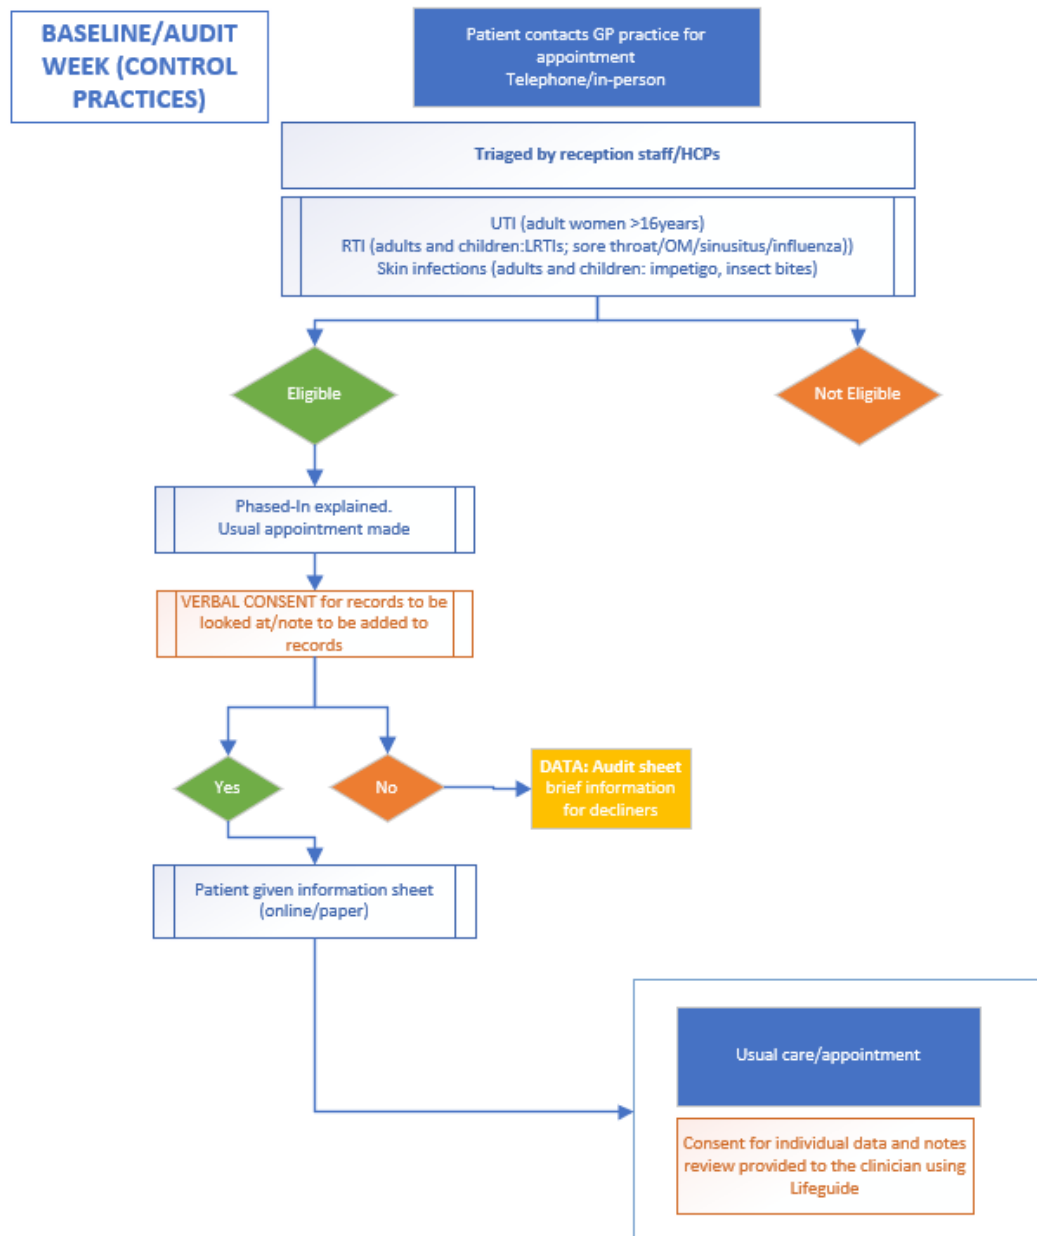 BASELINE/AUDIT
WEEK (CONTROL
PRACTICES)
Patient contacts GP practice for
appointment
Telephone/in-person
Triaged by reception staff/HCPs
UTI (adult women >16years)
RTI (adults and children:LRTIs; sore throat/OM/sinusitus/influenza))
Skin infections (adults and children: impetigo, insect bites)
Eligible
Not Eligible
Phased-In explained.
Usual appointment made
VERBAL CONSENT for records to be
looked at/note to be added to
records
Yes
No
DATA: Audit sheet
brief information
for decliners
Patient given information sheet
(online/paper)
Usual care/appointment
Consent for individual data and notes
review provided to the clinician using
Lifeguide